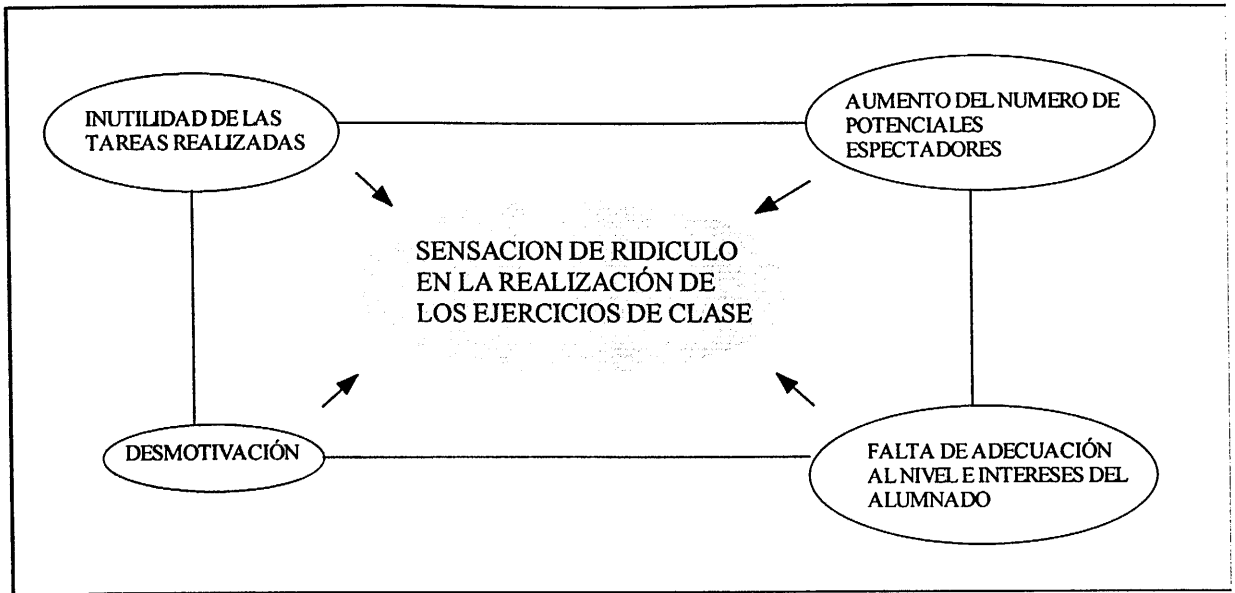 INUTILIDAD DE LAS
TAREAS REALIZADAS
AUMENTO DEL NUMERO DE
POTENCIALES
ESPECTADORES
SENSACION DE RIDICULO
EN LA REALIZACIÓN DE
LOS EJERCICIOS DE CLASE
DESMOTIVACIÓN
FALTA DE ADECUACIÓN
AL NIVEL E INTERESES DEL
ALUMNADO